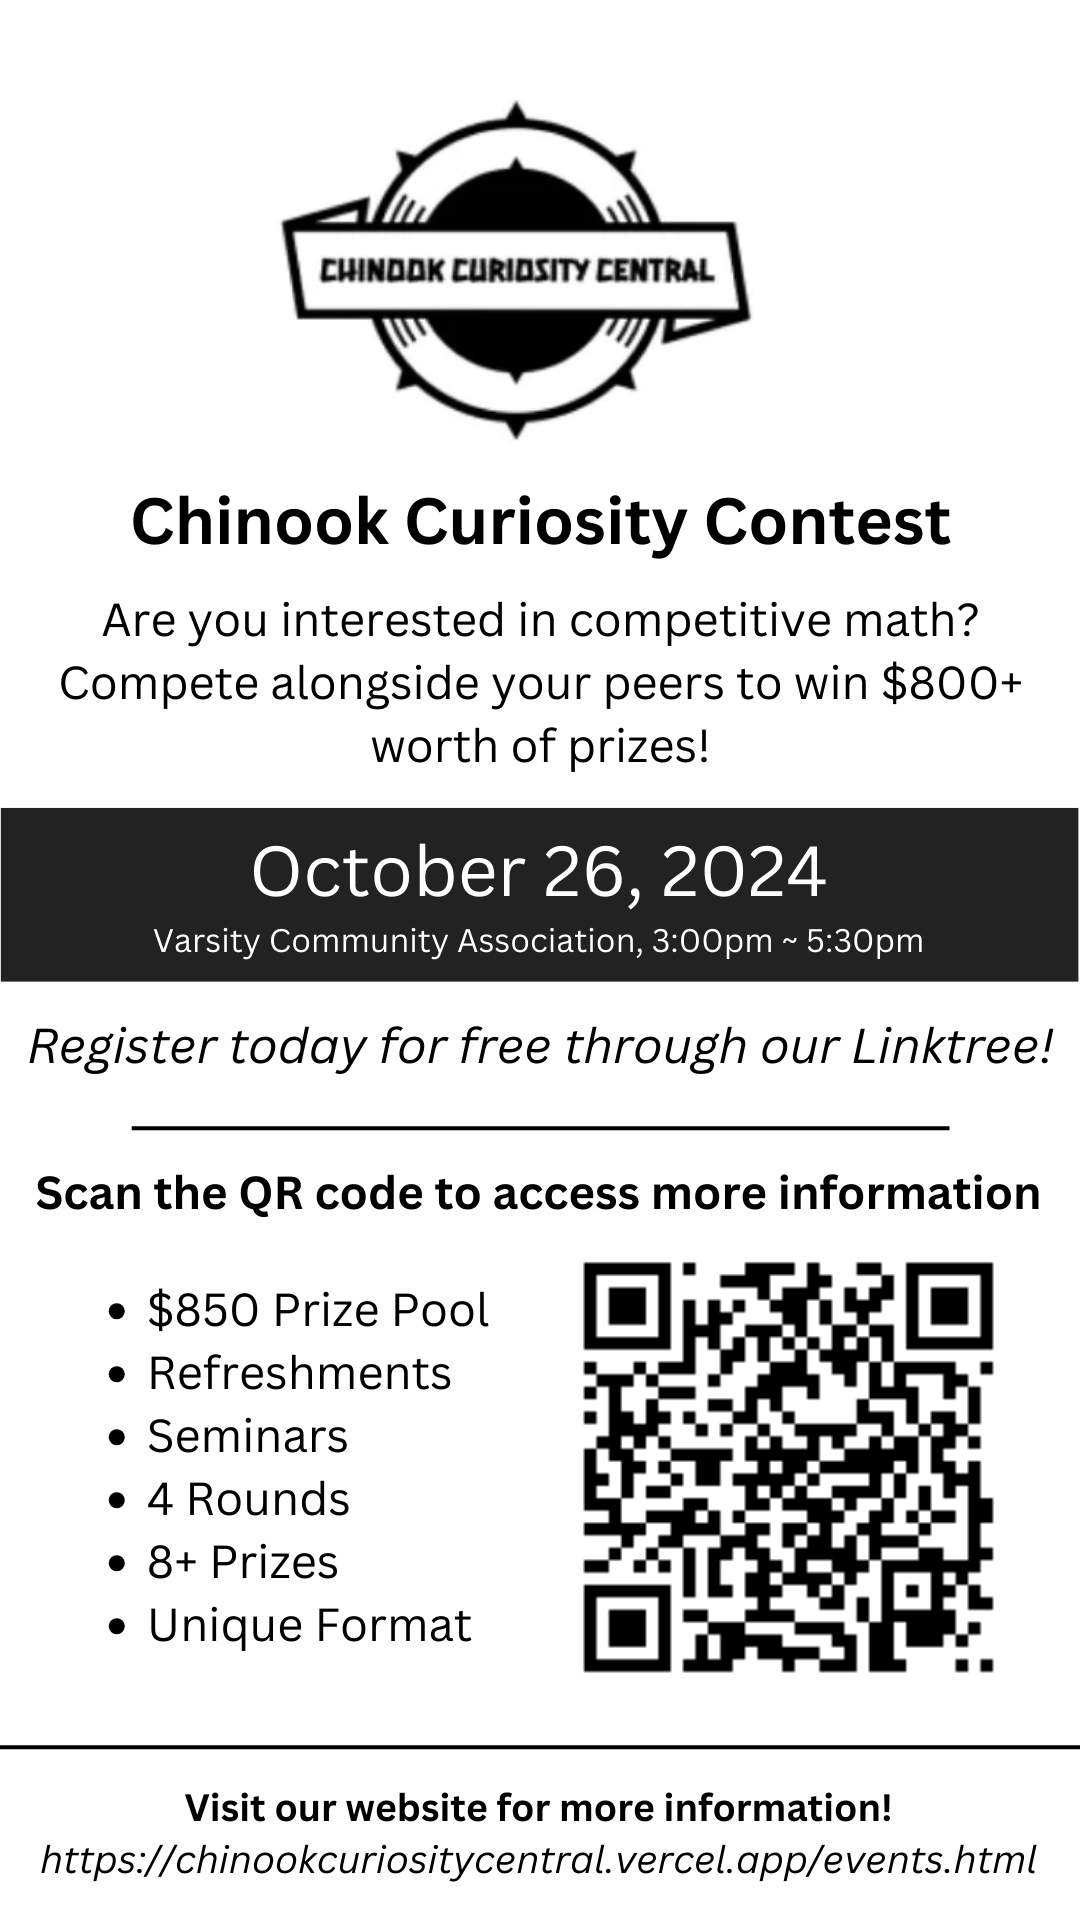 CHINOOK CURIOSITY CENTRAL
Chinook Curiosity Contest
Are you interested in competitive math?
Compete alongside your peers to win $800+
worth of prizes!
October 26, 2024
Varsity Community Association, 3:00pm ~ 5:30pm
Register today for free through our Linktree!
Scan the QR code to access more information
• $850 Prize Pool
• Refreshments
• Seminars
• 4 Rounds
• 8+ Prizes
• Unique Format
Visit our website for more information!
https://chinookcuriositycentral.vercel.app/events.html